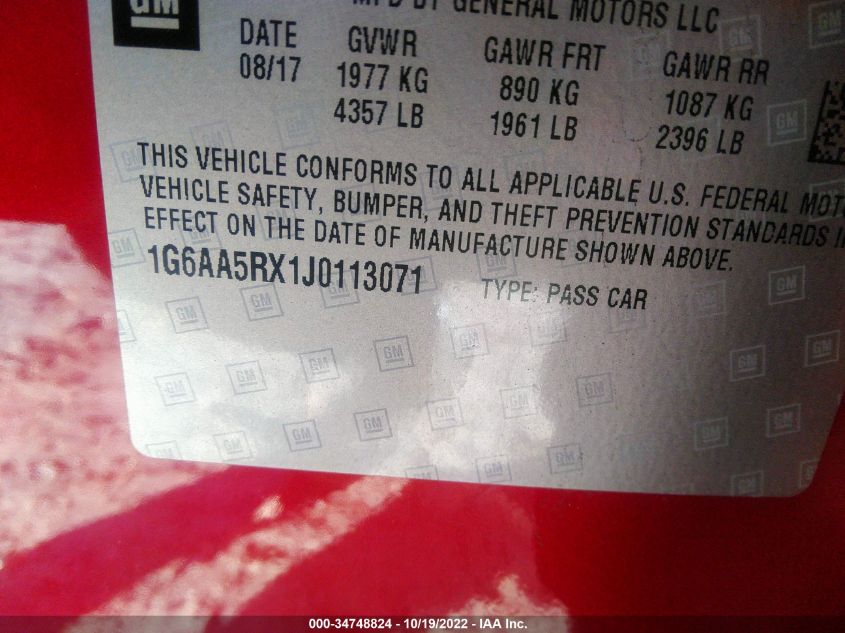 GM
MFD BY GENERAL MOTORS LLC
DATE GVWR GAWR FRT GAWR RR
08/17 1977 KG 890 KG 1087 KG
4357 LB 1961 LB 2396 LB
THIS VEHICLE CONFORMS TO ALL APPLICABLE U.S. FEDERAL
VEHICLE SAFETY, BUMPER, AND THEFT PREVENTION STANDARDS
EFFECT ON THE DATE OF MANUFACTURE SHOWN ABOVE.
1G6AA5RX1J0113071 TYPE: PASS CAR
000-34748824 - 10/19/2022 - IAA Inc.